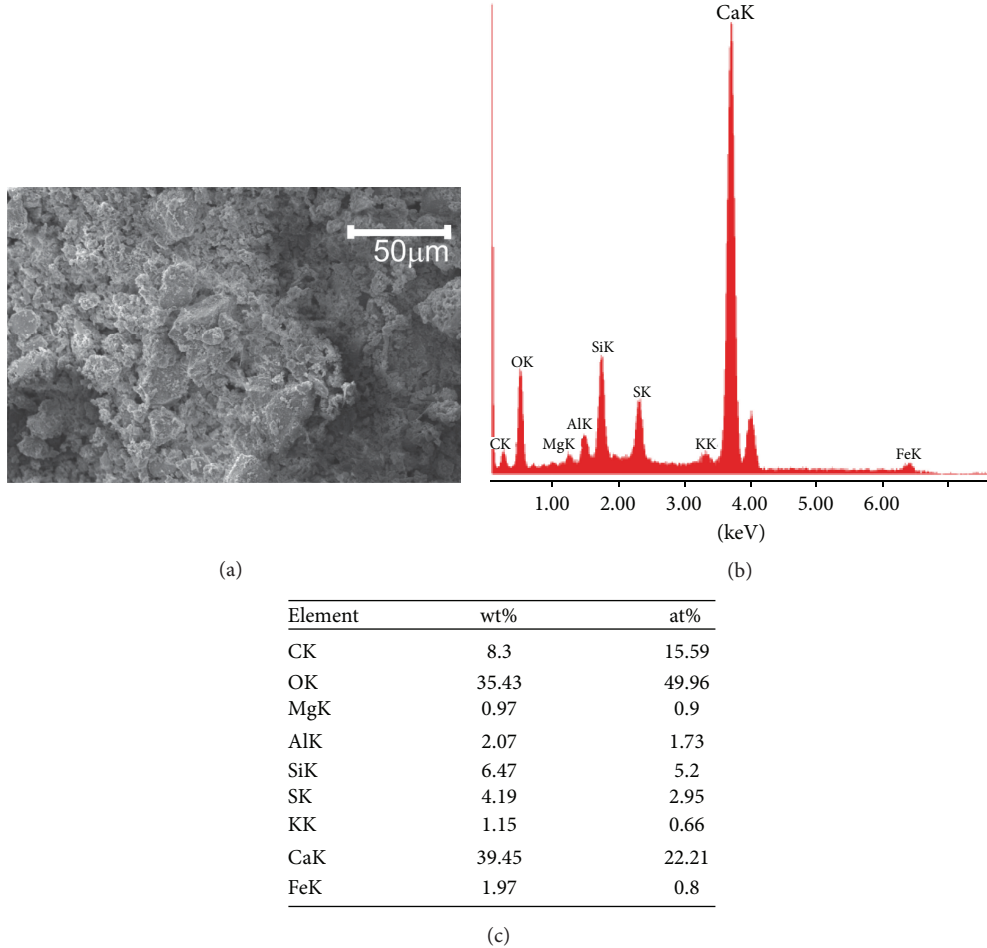 50μm
CaK
OK
SiK
SK
AlK
CK
MgK
KK
FeK
1.00 2.00 3.00 4.00 5.00 6.00
(keV)
(a)
(b)
Element wt% at%
CK 8.3 15.59
OK 35.43 49.96
MgK 0.97 0.9
AlK 2.07 1.73
SiK 6.47 5.2
SK 4.19 2.95
KK 1.15 0.66
CaK 39.45 22.21
FeK 1.97 0.8
(c)